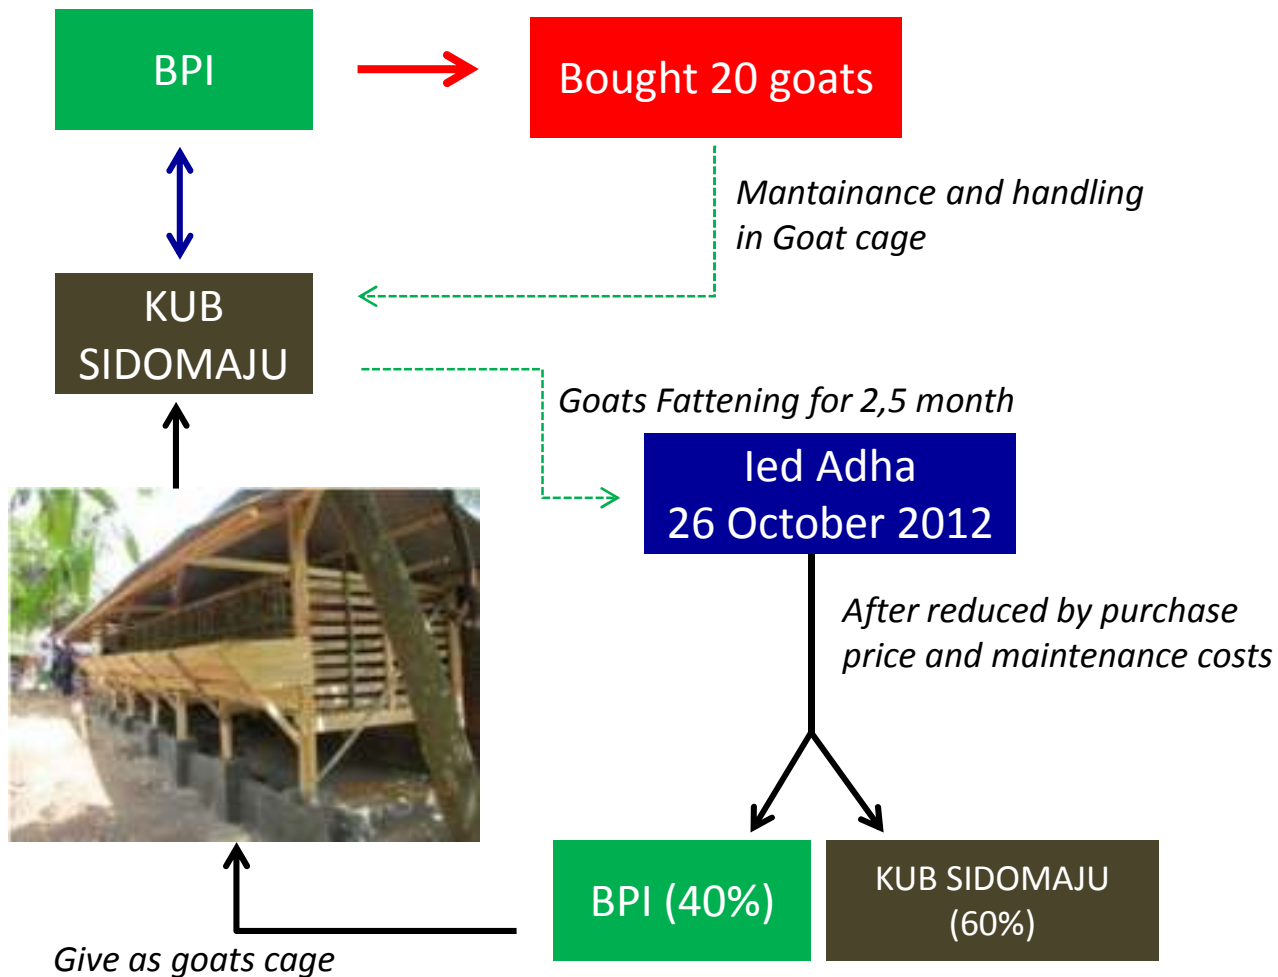 BPI
Bought 20 goats
Mantainance and handling
in Goat cage
KUB
SIDOMAJU
Goats Fattening for 2,5 month
Ied Adha
26 October 2012
After reduced by purchase
price and maintenance costs
BPI (40%)
KUB SIDOMAJU
(60%)
Give as goats cage